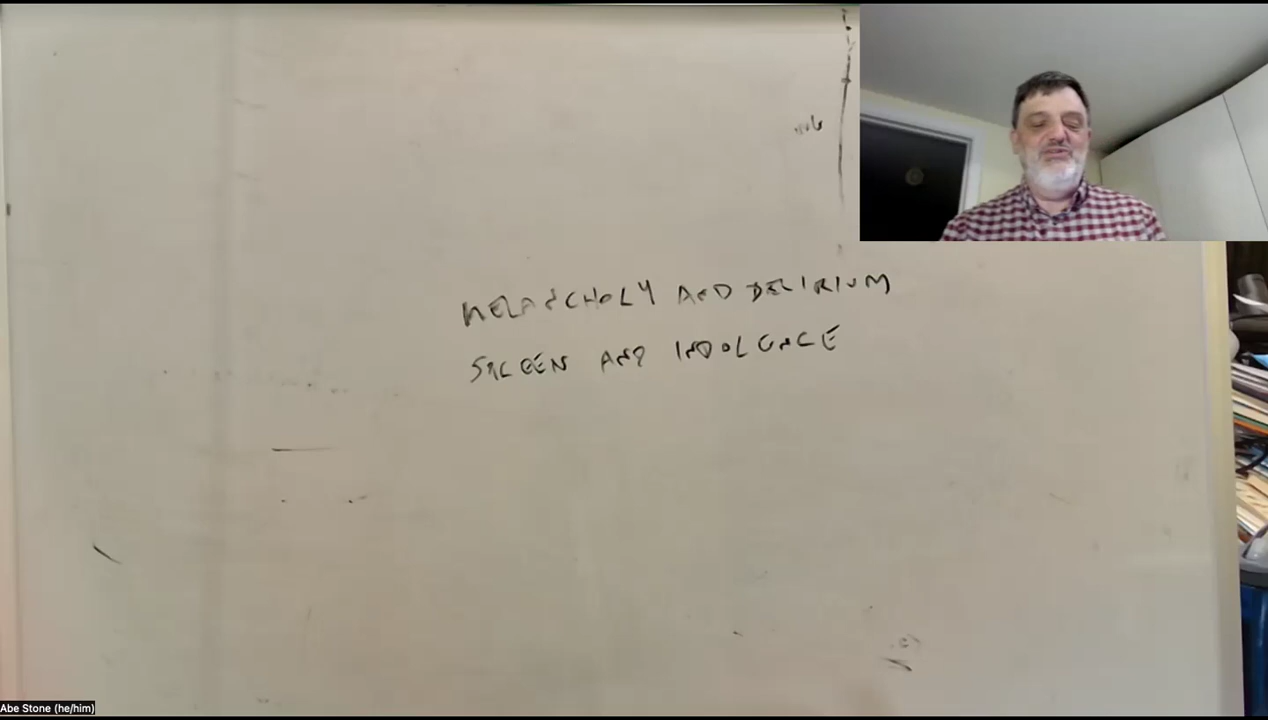 MELANCHOLY AND DELIRIUM
SPLEEN AND INDOLENCE
Abe Stone (he/him)